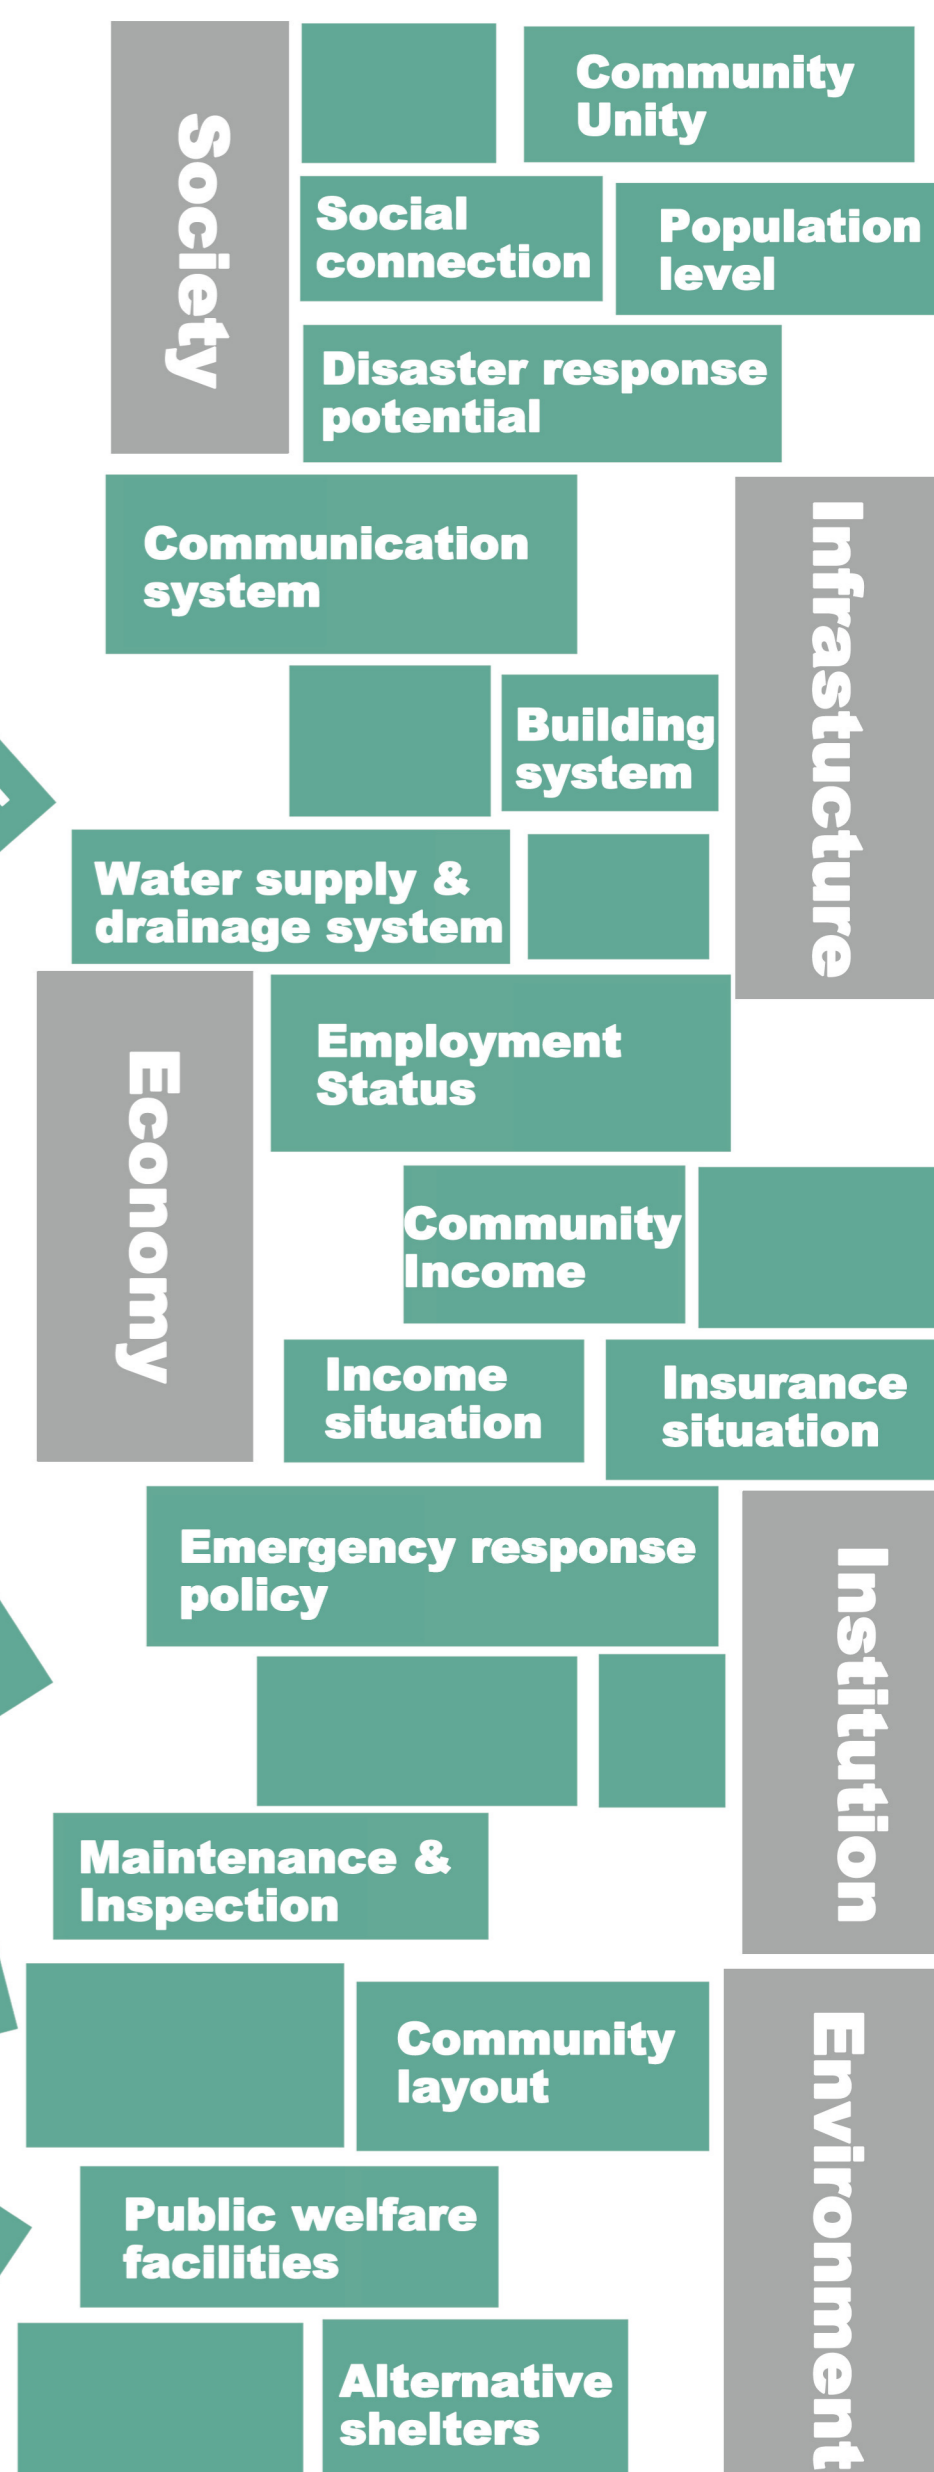 Society
Community
Unity
Social
connection
Population
level
Disaster response
potential
Communication
system
Infrastucture
Building
system
Water supply &
drainage system
Economy
Employment
Status
Community
Income
Income
situation
Insurance
situation
Emergency response
policy
Institution
Maintenance &
Inspection
Community
layout
Environment
Public welfare
facilities
Alternative
shelters